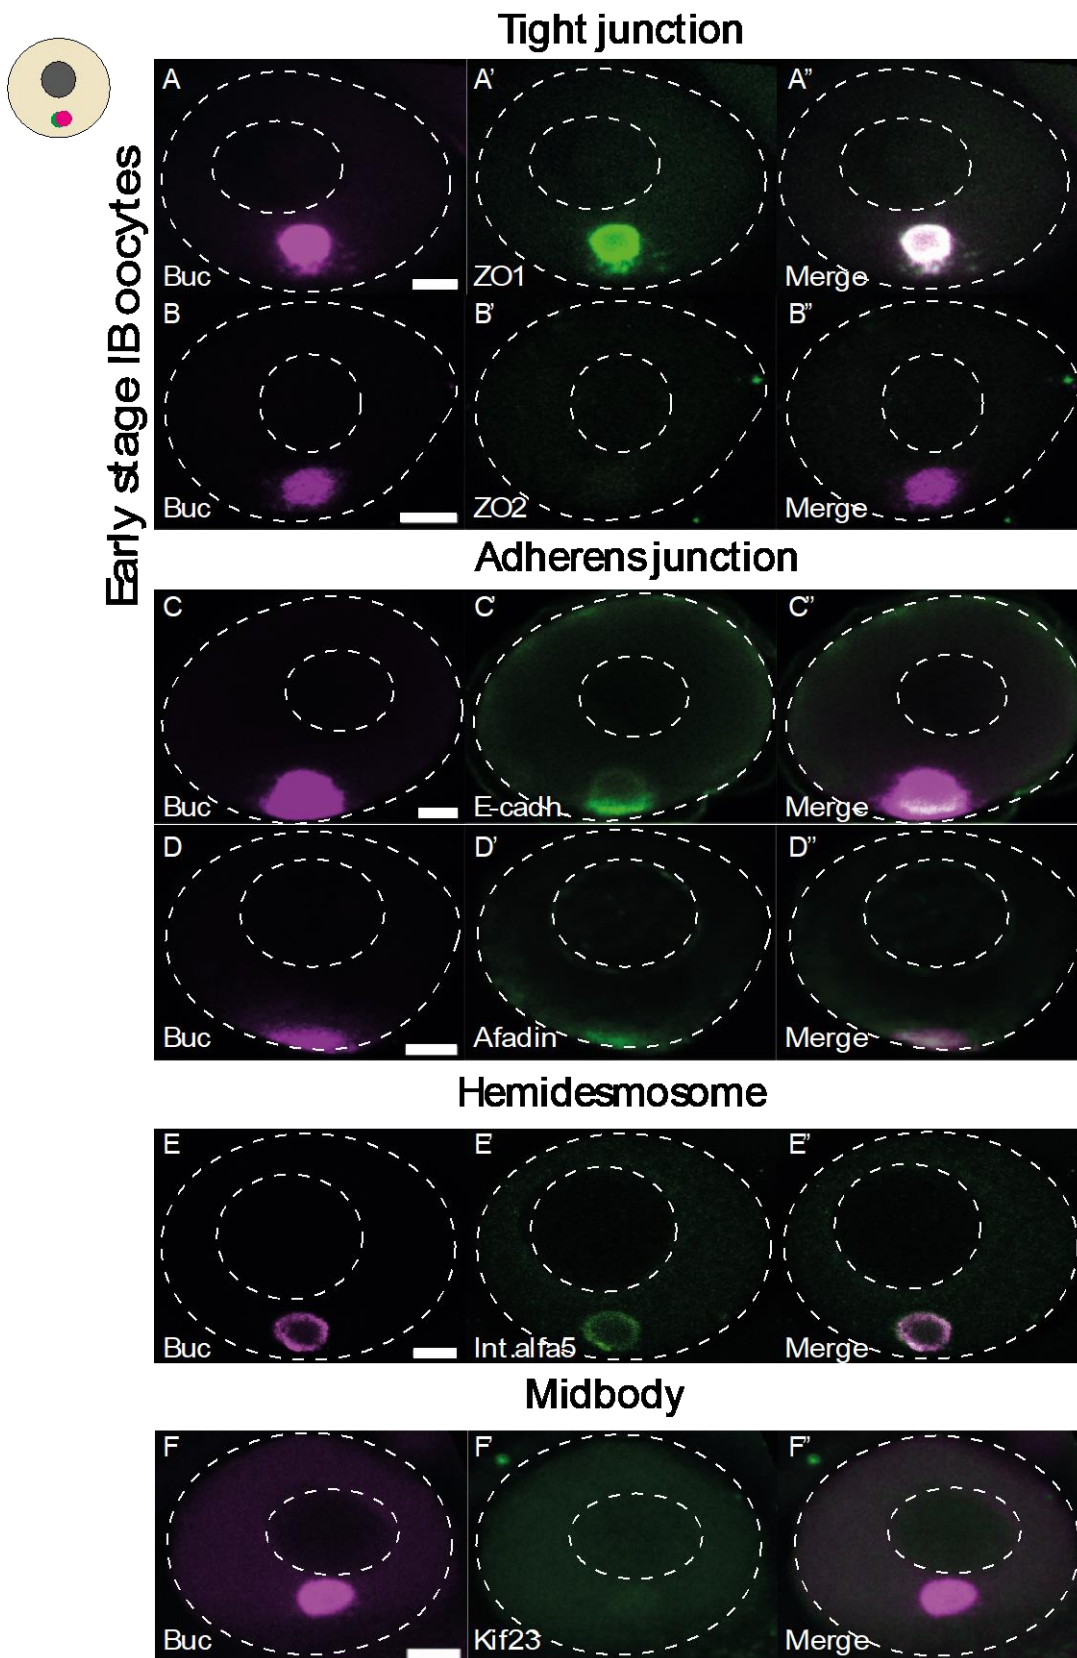 Tight junction
Early stage IB oocytes
A A' A''
Buc ZO1 Merge
B B' B''
Buc ZO2 Merge
Adherens junction
C C' C''
Buc E-cadh Merge
D D' D''
Buc Afadin Merge
Hemidesmosome
E E' E''
Buc Int.alfa5 Merge
Midbody
F F' F''
Buc Kif23 Merge